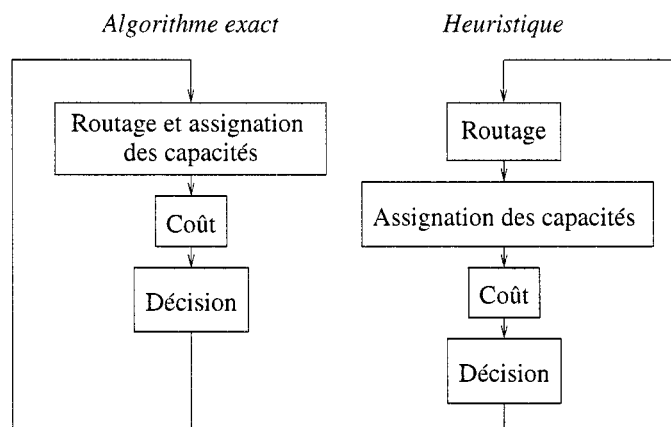 Algorithme exact
Routage et assignation
des capacités
Coût
Décision
Heuristique
Routage
Assignation des capacités
Coût
Décision